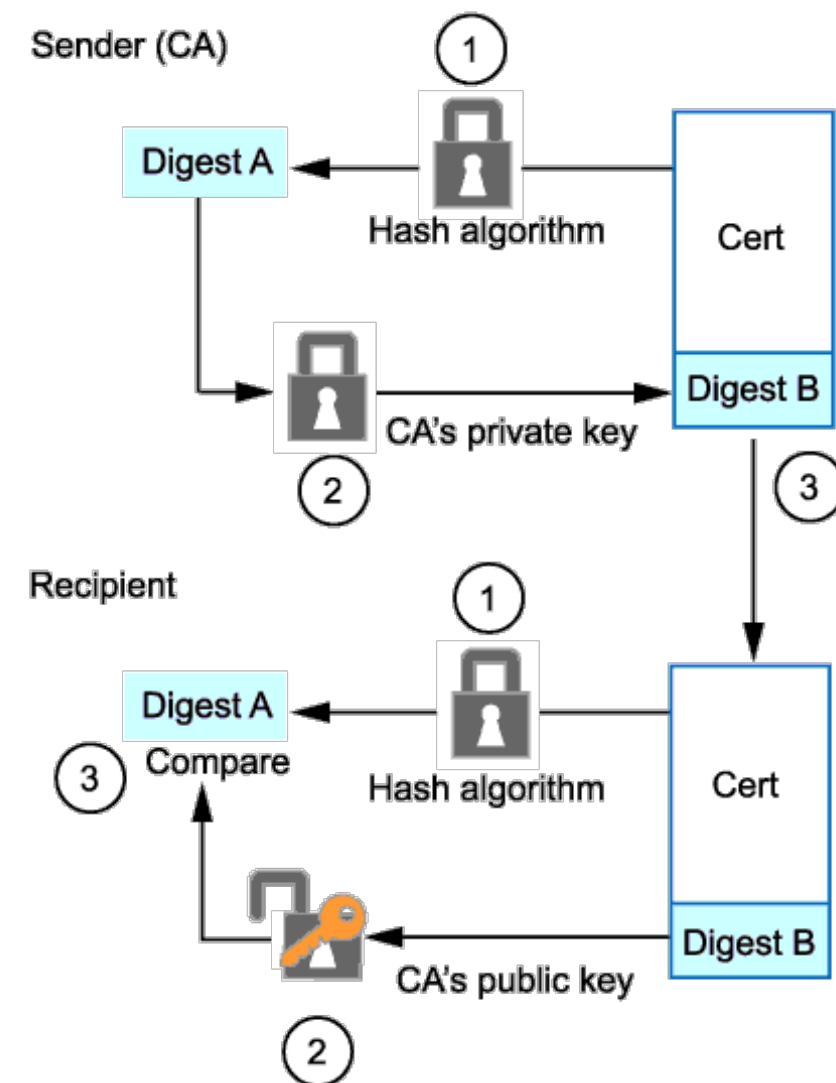 Sender (CA)
1
Digest A
Hash algorithm
Cert
Digest B
CA's private key
2
3
Recipient
1
Digest A
Compare
3
Hash algorithm
Cert
Digest B
CA's public key
2